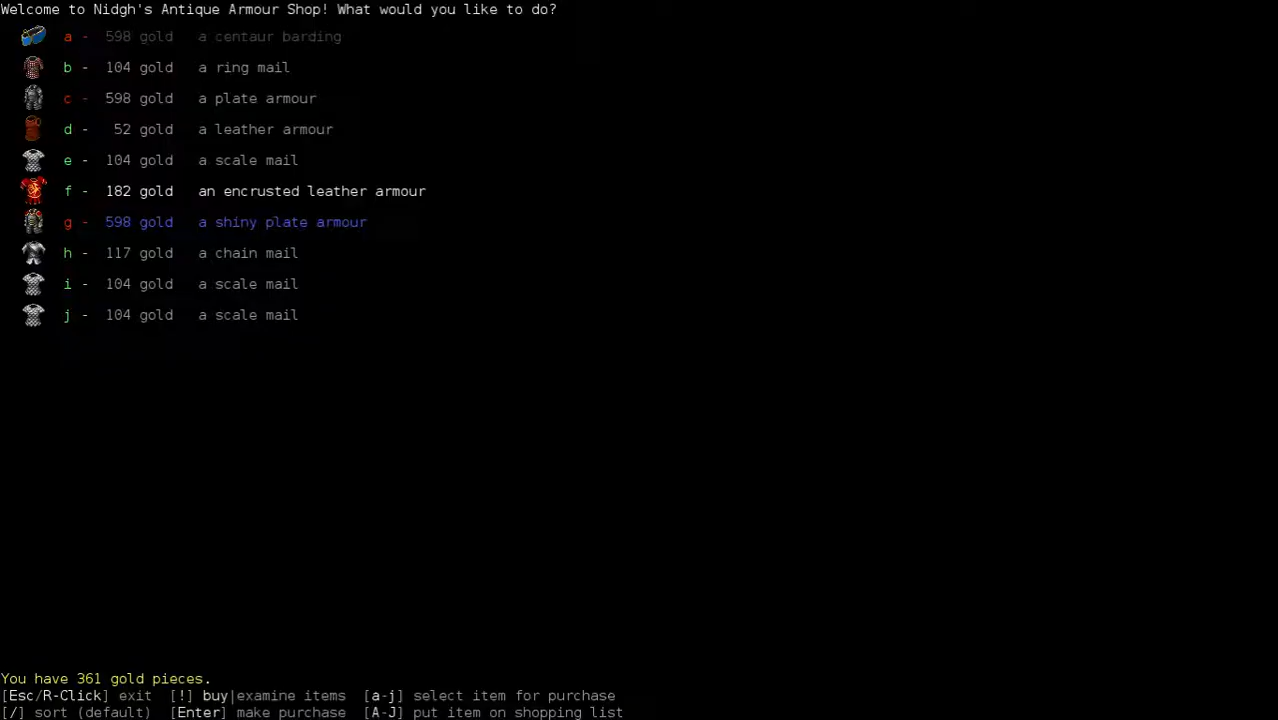 Welcome to Nidgh's Antique Armour Shop! What would you like to do?
a - 598 gold a centaur barding
b - 104 gold a ring mail
c - 598 gold a plate armour
d - 52 gold a leather armour
e - 104 gold a scale mail
f - 182 gold an encrusted leather armour
g - 598 gold a shiny plate armour
h - 117 gold a chain mail
i - 104 gold a scale mail
j - 104 gold a scale mail
You have 361 gold pieces.
[Esc/R-Click] exit [!] buy|examine items [a-j] select item for purchase
[/] sort (default) [Enter] make purchase [A-J] put item on shopping list